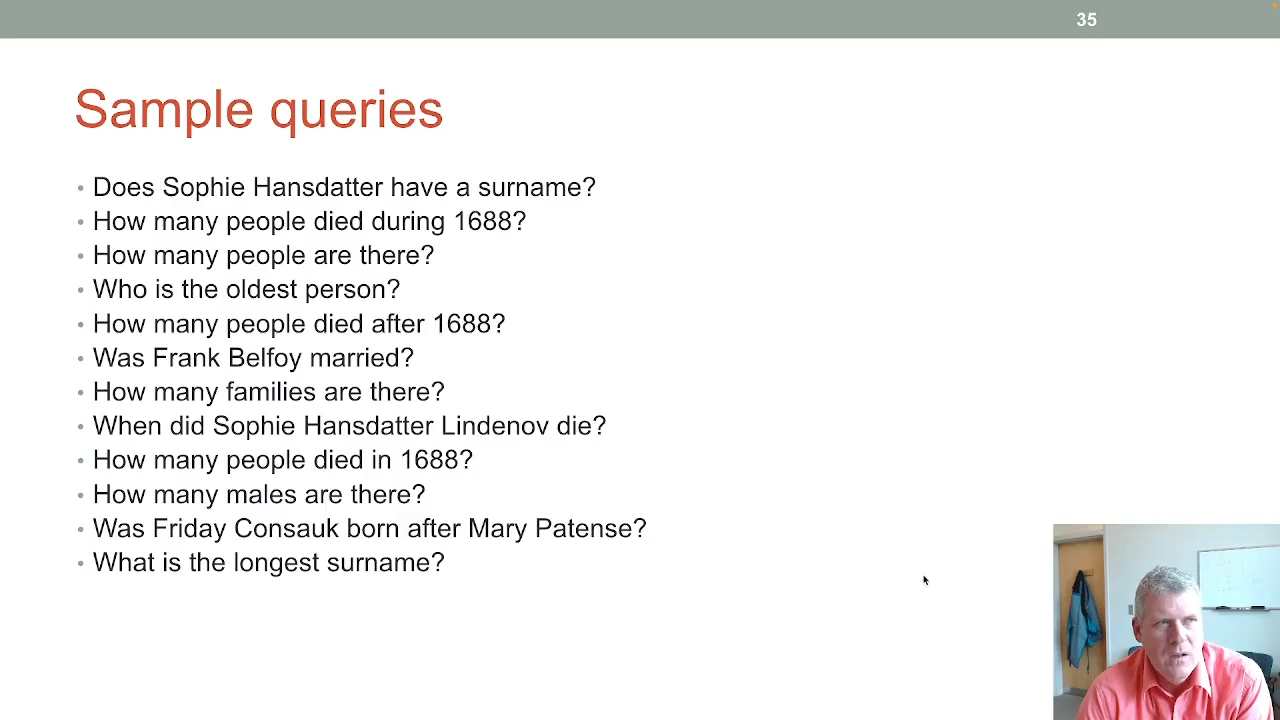 35
Sample queries
• Does Sophie Hansdatter have a surname?
• How many people died during 1688?
• How many people are there?
• Who is the oldest person?
• How many people died after 1688?
• Was Frank Belfoy married?
• How many families are there?
• When did Sophie Hansdatter Lindenov die?
• How many people died in 1688?
• How many males are there?
• Was Friday Consauk born after Mary Patense?
• What is the longest surname?